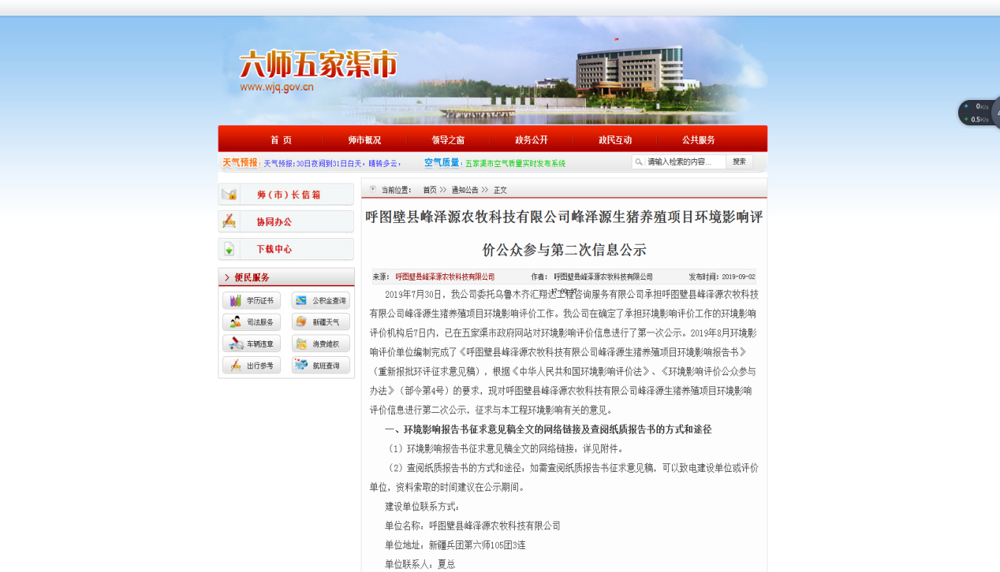 六师五家渠市
www.wjq.gov.cn
首 页 师市概况 领导之窗 政务公开 政民互动 公共服务
天气预报：天气预报:30日夜间到31日白天，晴转多云， 空气质量：五家渠市空气质量实时发布系统 请输入检索的内容... 搜索
0K/s
0.5K/s
师（市）长信箱
协同办公
下载中心
便民服务
学历证书 公积金查询
司法服务 新疆天气
车辆违章 消费维权
出行参考 航班查询
当前位置： 首页 >> 通知公告 >> 正文
呼图壁县峰泽源农牧科技有限公司峰泽源生猪养殖项目环境影响评
价公众参与第二次信息公示
来源： 呼图壁县峰泽源农牧科技有限公司 作者： 呼图壁县峰泽源农牧科技有限公司 发布时间：2019-09-02
2019年7月30日，我公司委托乌鲁木齐汇翔达工程咨询服务有限公司承担呼图壁县峰泽源农牧科技
有限公司峰泽源生猪养殖项目环境影响评价工作。我公司在确定了承担环境影响评价工作的环境影响
评价机构后7日内，已在五家渠市政府网站对环境影响评价信息进行了第一次公示。2019年8月环境影
响评价单位编制完成了《呼图壁县峰泽源农牧科技有限公司峰泽源生猪养殖项目环境影响报告书》
（重新报批环评征求意见稿），根据《中华人民共和国环境影响评价法》、《环境影响评价公众参与
办法》（部令第4号）的要求，现对呼图壁县峰泽源农牧科技有限公司峰泽源生猪养殖项目环境影响
评价信息进行第二次公示，征求与本工程环境影响有关的意见。
一、环境影响报告书征求意见稿全文的网络链接及查阅纸质报告书的方式和途径
（1）环境影响报告书征求意见稿全文的网络链接：详见附件。
（2）查阅纸质报告书的方式和途径：如需查阅纸质报告书征求意见稿，可以致电建设单位或评价
单位，资料索取的时间建议在公示期间。
建设单位联系方式：
单位名称：呼图壁县峰泽源农牧科技有限公司
单位地址：新疆兵团第六师105团3连
单位联系人：夏总